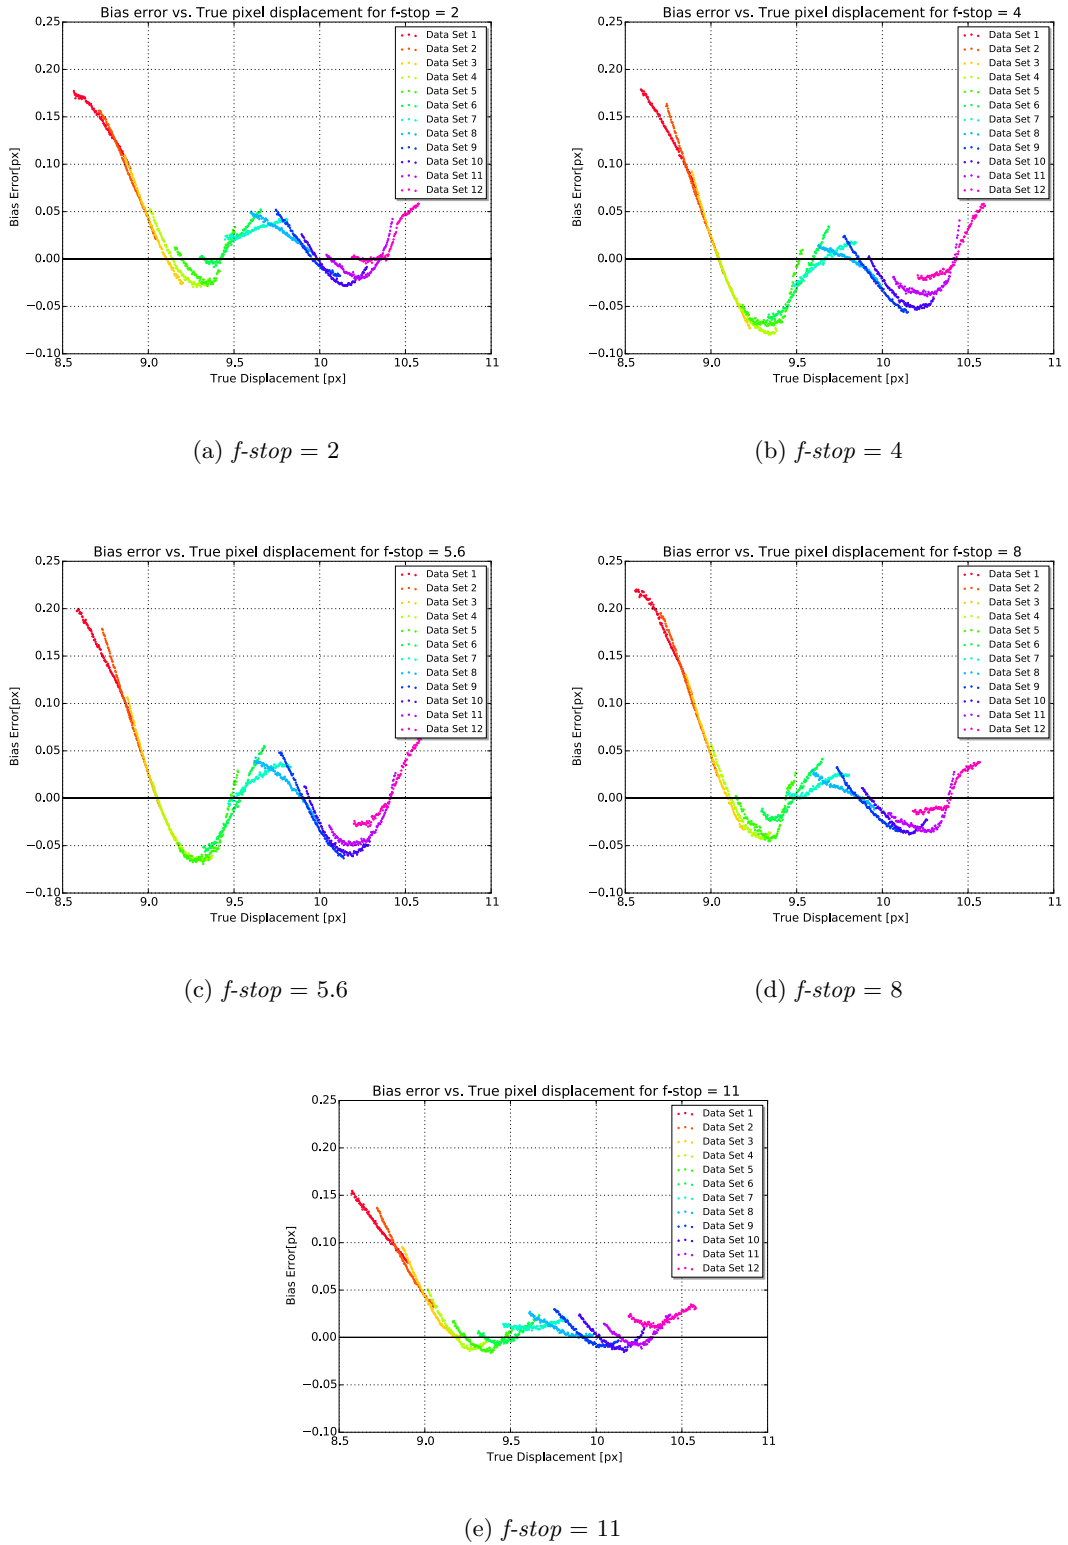 Bias error vs. True pixel displacement for f-stop = 2
Bias Error[px]
0.25
0.20
0.15
0.10
0.05
0.00
−0.05
−0.10
8.5 9.0 9.5 10 10.5 11
True Displacement [px]
Data Set 1
Data Set 2
Data Set 3
Data Set 4
Data Set 5
Data Set 6
Data Set 7
Data Set 8
Data Set 9
Data Set 10
Data Set 11
Data Set 12
(a) f-stop = 2
Bias error vs. True pixel displacement for f-stop = 4
Bias Error[px]
0.25
0.20
0.15
0.10
0.05
0.00
−0.05
−0.10
8.5 9.0 9.5 10 10.5 11
True Displacement [px]
Data Set 1
Data Set 2
Data Set 3
Data Set 4
Data Set 5
Data Set 6
Data Set 7
Data Set 8
Data Set 9
Data Set 10
Data Set 11
Data Set 12
(b) f-stop = 4
Bias error vs. True pixel displacement for f-stop = 5.6
Bias Error[px]
0.25
0.20
0.15
0.10
0.05
0.00
−0.05
−0.10
8.5 9.0 9.5 10 10.5 11
True Displacement [px]
Data Set 1
Data Set 2
Data Set 3
Data Set 4
Data Set 5
Data Set 6
Data Set 7
Data Set 8
Data Set 9
Data Set 10
Data Set 11
Data Set 12
(c) f-stop = 5.6
Bias error vs. True pixel displacement for f-stop = 8
Bias Error[px]
0.25
0.20
0.15
0.10
0.05
0.00
−0.05
−0.10
8.5 9.0 9.5 10 10.5 11
True Displacement [px]
Data Set 1
Data Set 2
Data Set 3
Data Set 4
Data Set 5
Data Set 6
Data Set 7
Data Set 8
Data Set 9
Data Set 10
Data Set 11
Data Set 12
(d) f-stop = 8
Bias error vs. True pixel displacement for f-stop = 11
Bias Error[px]
0.25
0.20
0.15
0.10
0.05
0.00
−0.05
−0.10
8.5 9.0 9.5 10 10.5 11
True Displacement [px]
Data Set 1
Data Set 2
Data Set 3
Data Set 4
Data Set 5
Data Set 6
Data Set 7
Data Set 8
Data Set 9
Data Set 10
Data Set 11
Data Set 12
(e) f-stop = 11